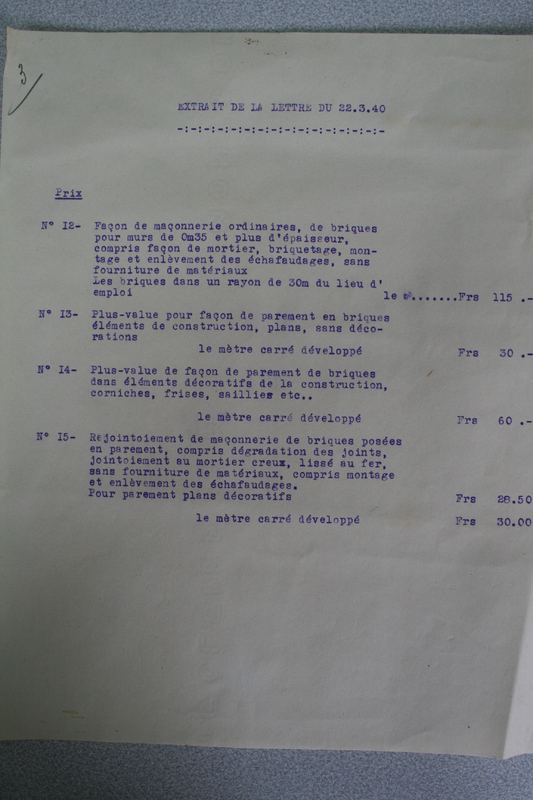 3
EXTRAIT DE LA LETTRE DU 22.3.40
-:-:-:-:-:-:-:-:-:-:-:-:-:-:-:-
Prix
N° I2- Façon de maçonnerie ordinaires, de briques
pour murs de 0m35 et plus d'épaisseur,
compris façon de mortier, briquetage, mon-
tage et enlèvement des échafaudages, sans
fourniture de matériaux
Les briques dans un rayon de 30m du lieu d'
emploi le .......Frs 115 .-
N° I3- Plus-value pour façon de parement en briques
éléments de construction, plans, sans déco-
rations
le mètre carré développé Frs 30 .-
N° I4- Plus-value de façon de parement de briques
dans éléments décoratifs de la construction,
corniches, frises, saillies etc..
le mètre carré développé Frs 60 .-
N° I5- Rejointoiement de maçonnerie de briques posées
en parement, compris dégradation des joints,
jointoiement au mortier creux, lissé au fer,
sans fourniture de matériaux, compris montage
et enlèvement des échafaudages.
Pour parement plans décoratifs Frs 28.50
le mètre carré développé Frs 30.00